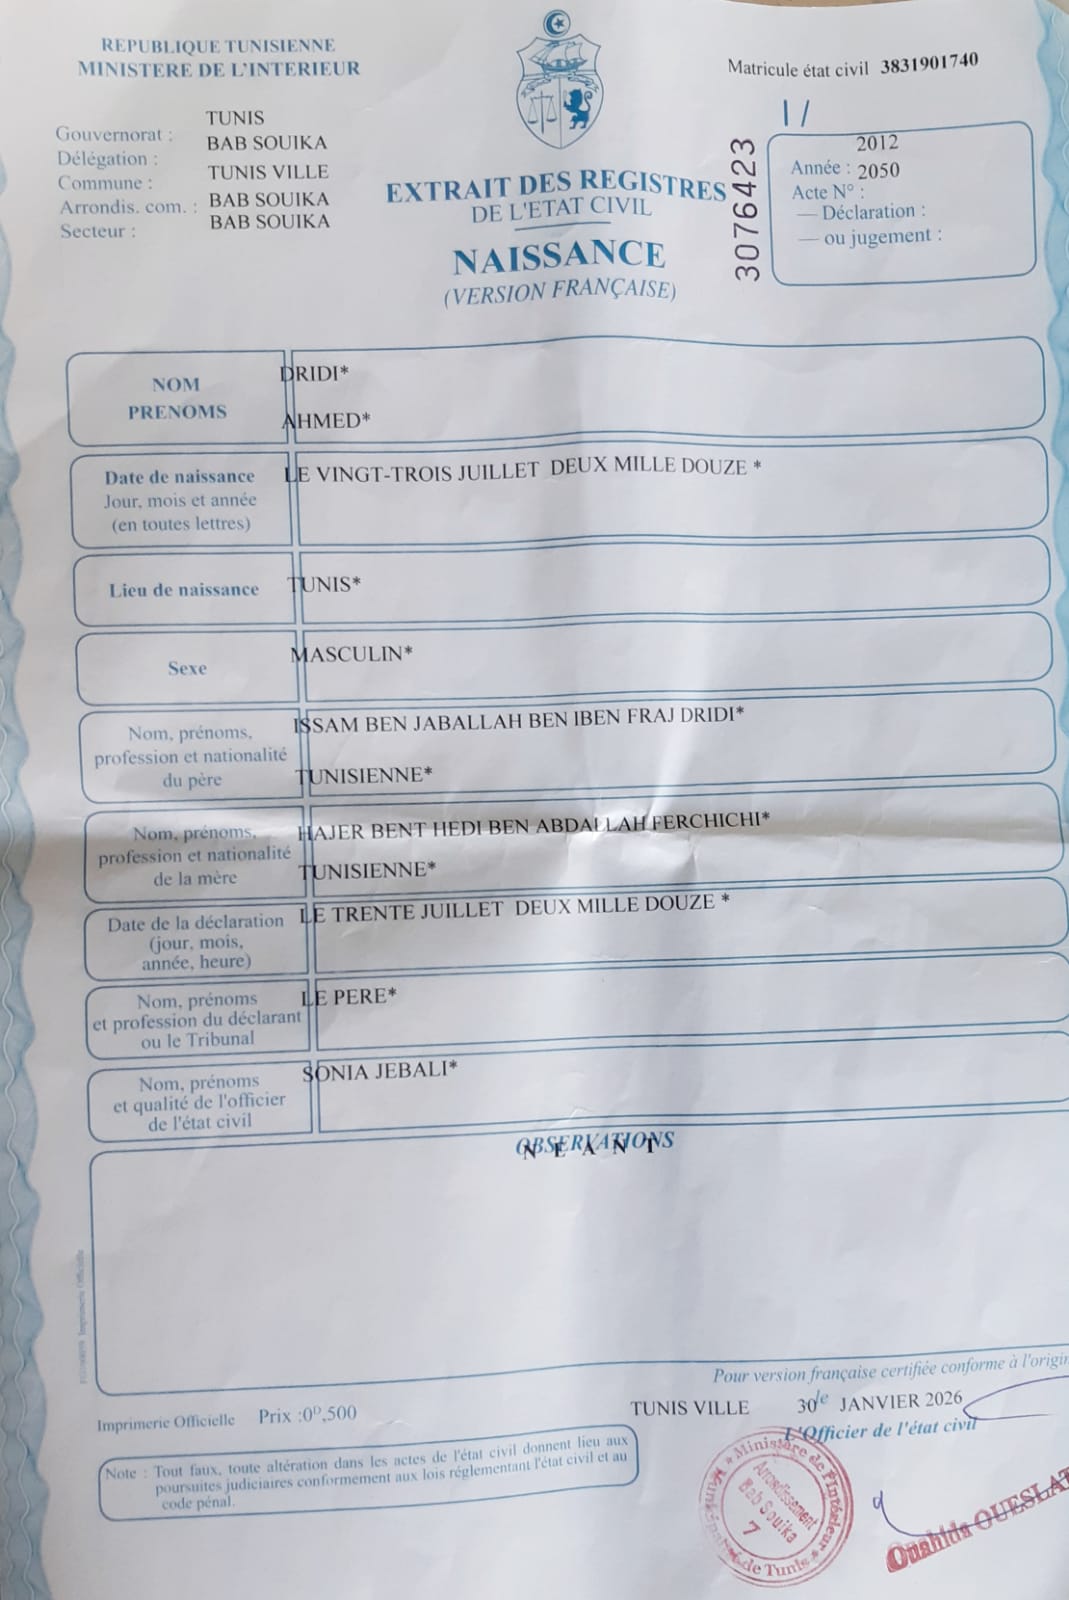 REPUBLIQUE TUNISIENNE
MINISTERE DE L'INTERIEUR
Matricule état civil 3831901740
Gouvernorat : TUNIS
Délégation : BAB SOUIKA
Commune : TUNIS VILLE
Arrondis. com. : BAB SOUIKA
Secteur : BAB SOUIKA
EXTRAIT DES REGISTRES
DE L'ETAT CIVIL
NAISSANCE
(VERSION FRANÇAISE)
3076423
1/
2012
Année : 2050
Acte N° :
— Déclaration :
— ou jugement :
NOM
PRENOMS
DRIDI*
AHMED*
Date de naissance
Jour, mois et année
(en toutes lettres)
LE VINGT-TROIS JUILLET DEUX MILLE DOUZE *
Lieu de naissance
TUNIS*
Sexe
MASCULIN*
Nom, prénoms,
profession et nationalité
du père
ISSAM BEN JABALLAH BEN IBEN FRAJ DRIDI*
TUNISIENNE*
Nom, prénoms,
profession et nationalité
de la mère
HAJER BENT HEDI BEN ABDALLAH FERCHICHI*
TUNISIENNE*
Date de la déclaration
(jour, mois,
année, heure)
LE TRENTE JUILLET DEUX MILLE DOUZE *
Nom, prénoms
et profession du déclarant
ou le Tribunal
LE PERE*
Nom, prénoms
et qualité de l'officier
de l'état civil
SONIA JEBALI*
OBSERVATIONS
N E A N T
Imprimerie Officielle
Pour version française certifiée conforme à l'origin
TUNIS VILLE 30 le JANVIER 2026
L'Officier de l'état civil
Imprimerie Officielle Prix :0ᴰ,500
Note : Tout faux, toute altération dans les actes de l'état civil donnent lieu aux
poursuites judiciaires conformement aux lois réglementant l'état civil et au
code pénal.
Ministère de l'Intérieur
de Tunis
Arrondissement
Bab Souika
7
Ouahida OUESLAT